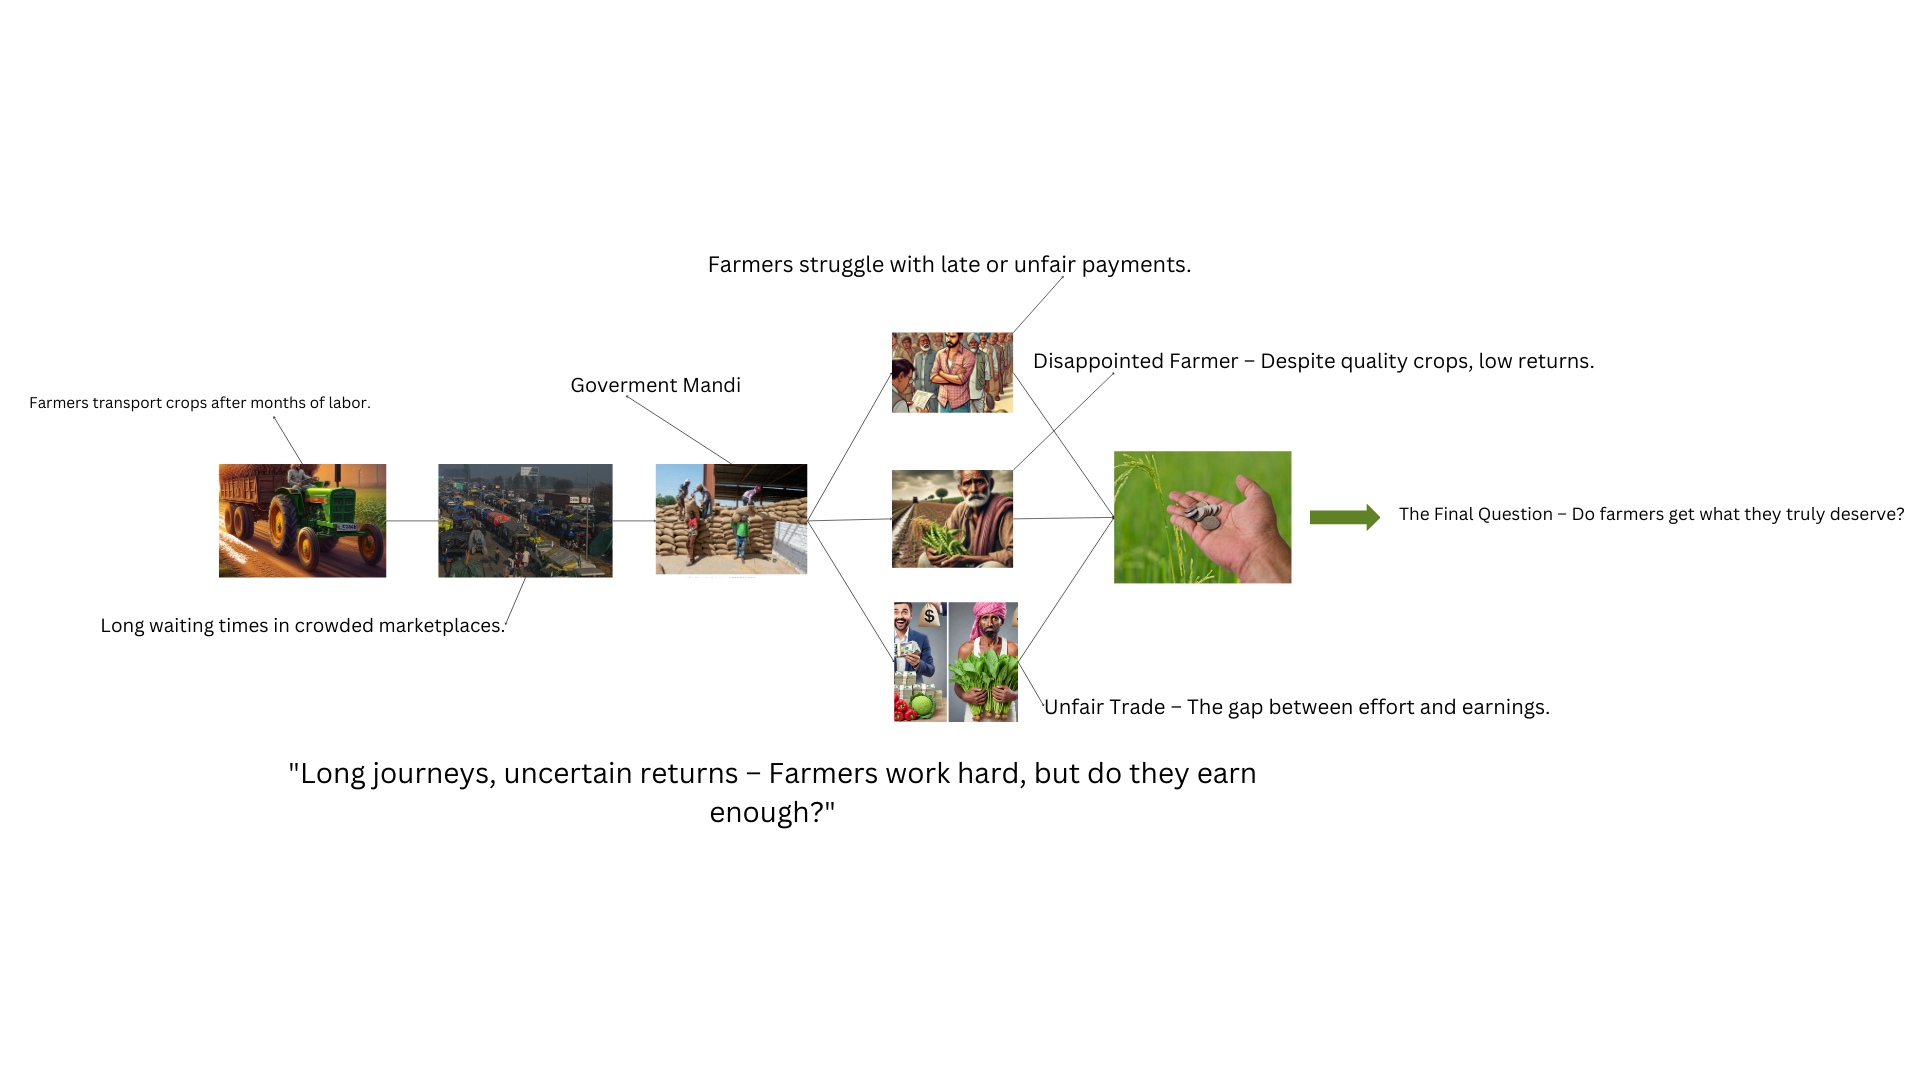 Farmers struggle with late or unfair payments.
Disappointed Farmer – Despite quality crops, low returns.
Goverment Mandi
Farmers transport crops after months of labor.
The Final Question – Do farmers get what they truly deserve?
Long waiting times in crowded marketplaces.
$
Unfair Trade – The gap between effort and earnings.
"Long journeys, uncertain returns – Farmers work hard, but do they earn
enough?"